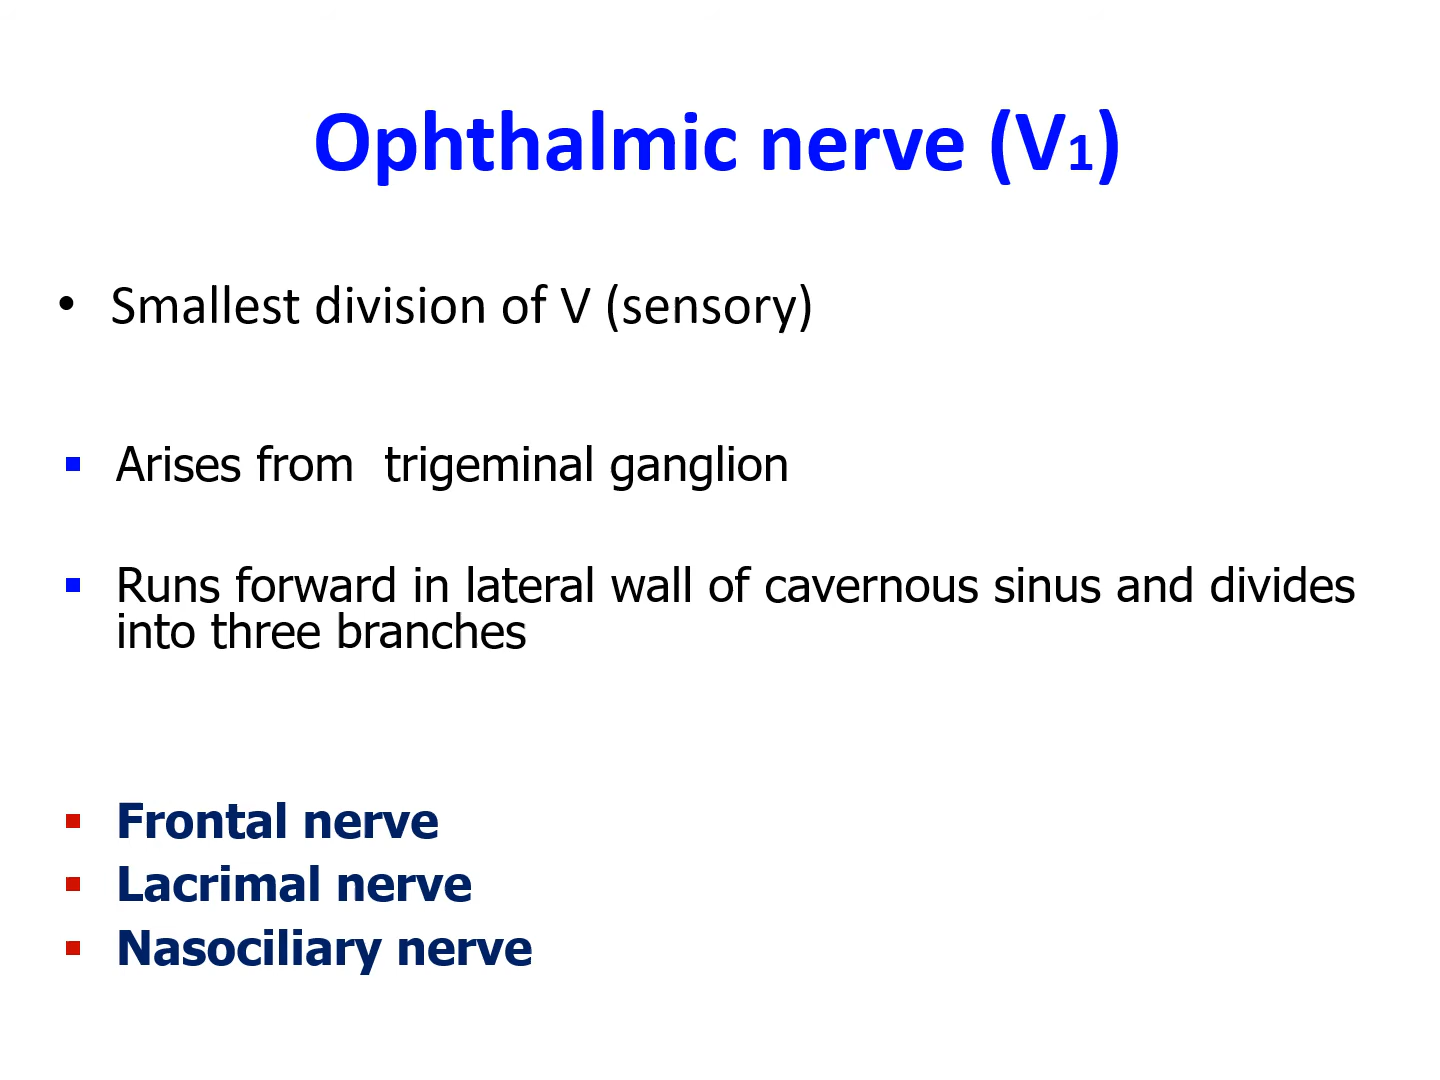 Ophthalmic nerve (V1)
• Smallest division of V (sensory)
▪ Arises from  trigeminal ganglion
▪ Runs forward in lateral wall of cavernous sinus and divides
into three branches
▪ Frontal nerve
▪ Lacrimal nerve
▪ Nasociliary nerve